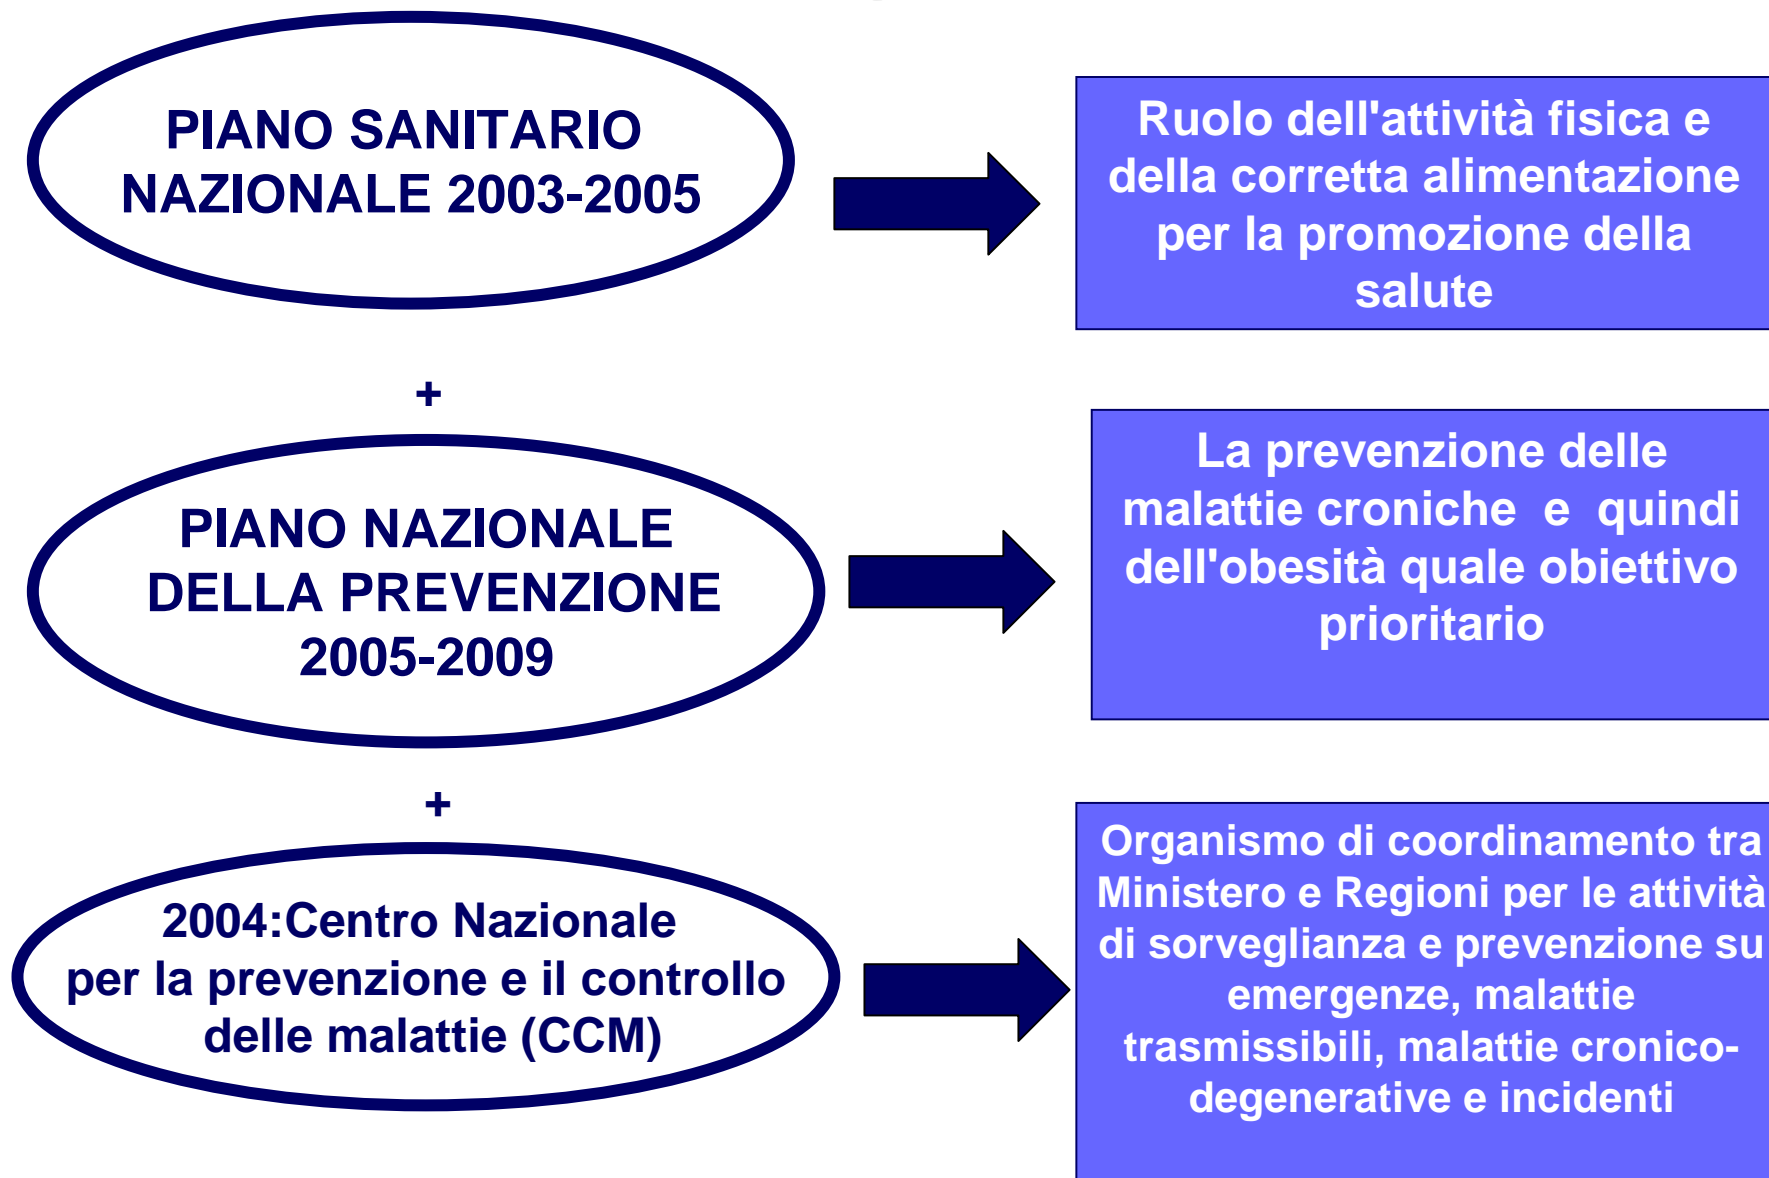 PIANO SANITARIO
NAZIONALE 2003-2005
Ruolo dell'attività fisica e
della corretta alimentazione
per la promozione della
salute
+
PIANO NAZIONALE
DELLA PREVENZIONE
2005-2009
La prevenzione delle
malattie croniche e quindi
dell'obesità quale obiettivo
prioritario
+
2004:Centro Nazionale
per la prevenzione e il controllo
delle malattie (CCM)
Organismo di coordinamento tra
Ministero e Regioni per le attività
di sorveglianza e prevenzione su
emergenze, malattie
trasmissibili, malattie cronico-
degenerative e incidenti